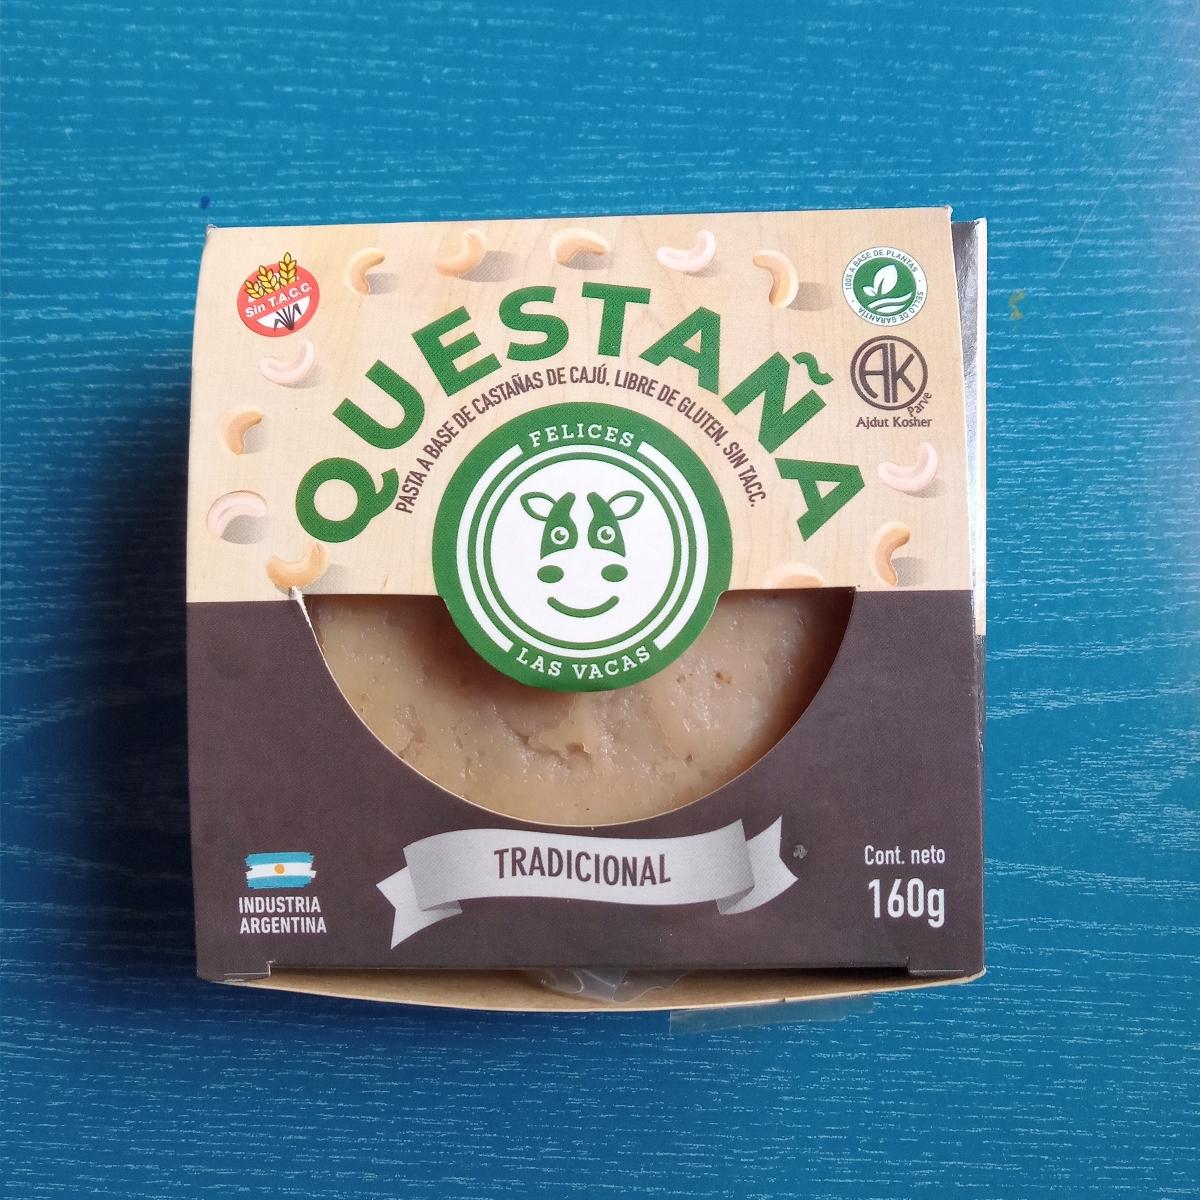 Sin T.A.C.C.
100% A BASE DE PLANTAS
SELLO DE GARANTÍA
QUESTAÑA
PASTA A BASE DE CASTAÑAS DE CAJÚ, LIBRE DE GLUTEN, SIN TACC.
AK
Parve
Ajdut Kosher
FELICES
LAS VACAS
TRADICIONAL
INDUSTRIA
ARGENTINA
Cont. neto
160g